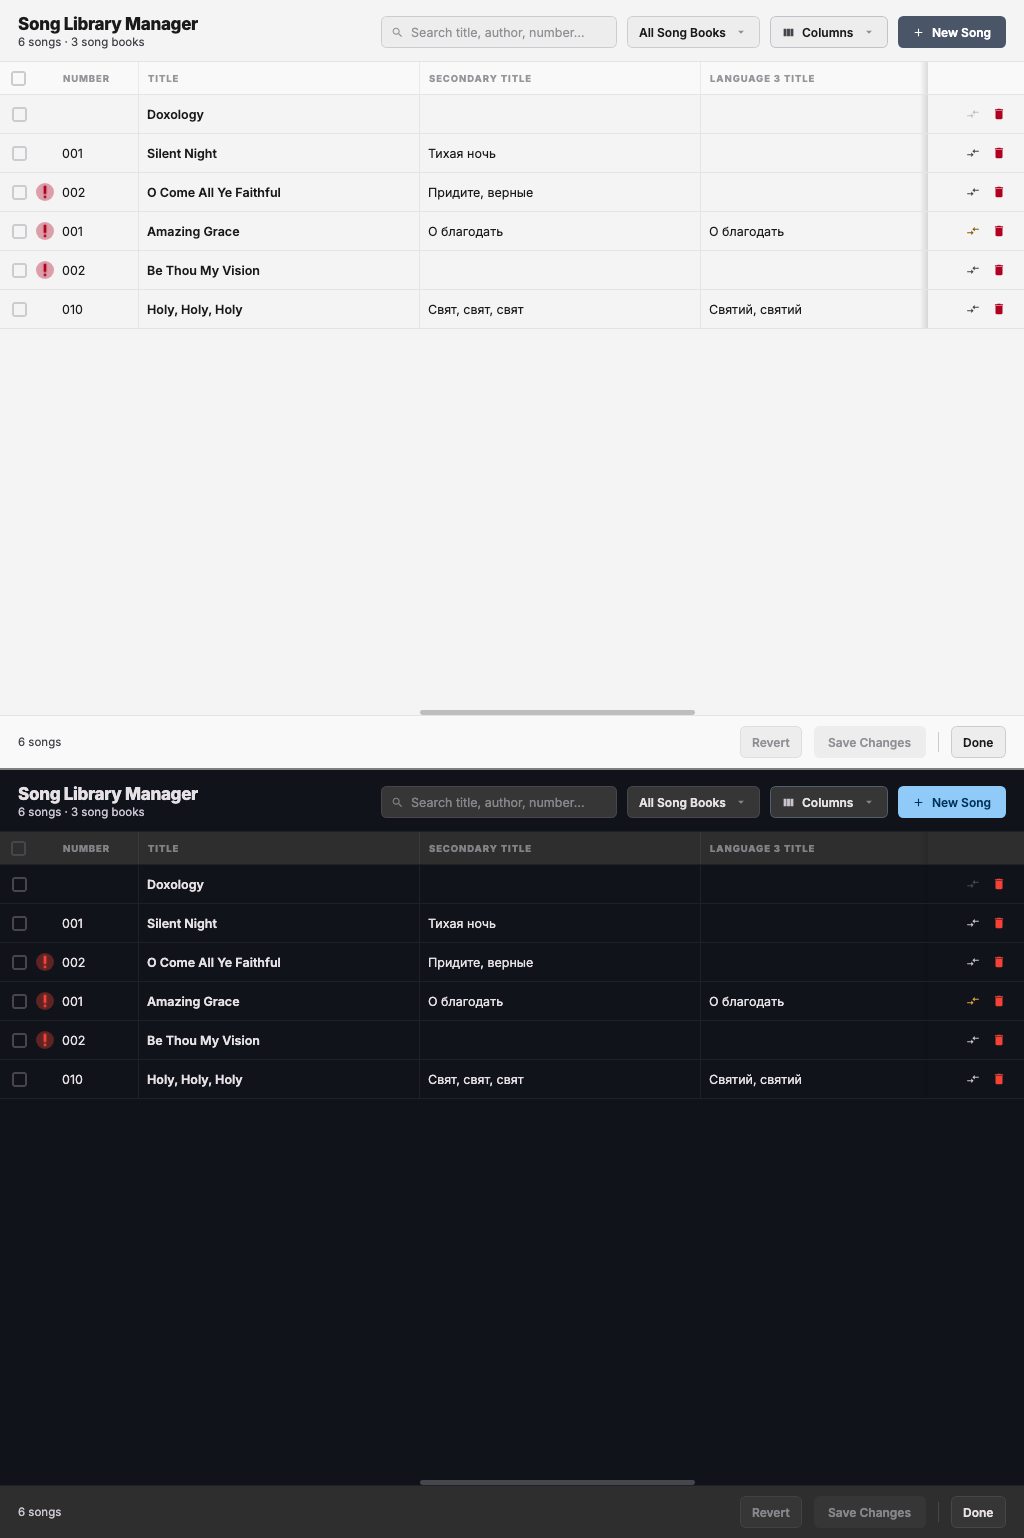 Song Library Manager
6 songs · 3 song books
Search title, author, number...
All Song Books
Columns
+ New Song
NUMBER TITLE SECONDARY TITLE LANGUAGE 3 TITLE
Doxology
001 Silent Night Тихая ночь
! 002 O Come All Ye Faithful Придите, верные
! 001 Amazing Grace О благодать О благодать
! 002 Be Thou My Vision
010 Holy, Holy, Holy Свят, свят, свят Святий, святий
6 songs
Revert
Save Changes
Done
Song Library Manager
6 songs · 3 song books
Search title, author, number...
All Song Books
Columns
+ New Song
NUMBER TITLE SECONDARY TITLE LANGUAGE 3 TITLE
Doxology
001 Silent Night Тихая ночь
! 002 O Come All Ye Faithful Придите, верные
! 001 Amazing Grace О благодать О благодать
! 002 Be Thou My Vision
010 Holy, Holy, Holy Свят, свят, свят Святий, святий
6 songs
Revert
Save Changes
Done